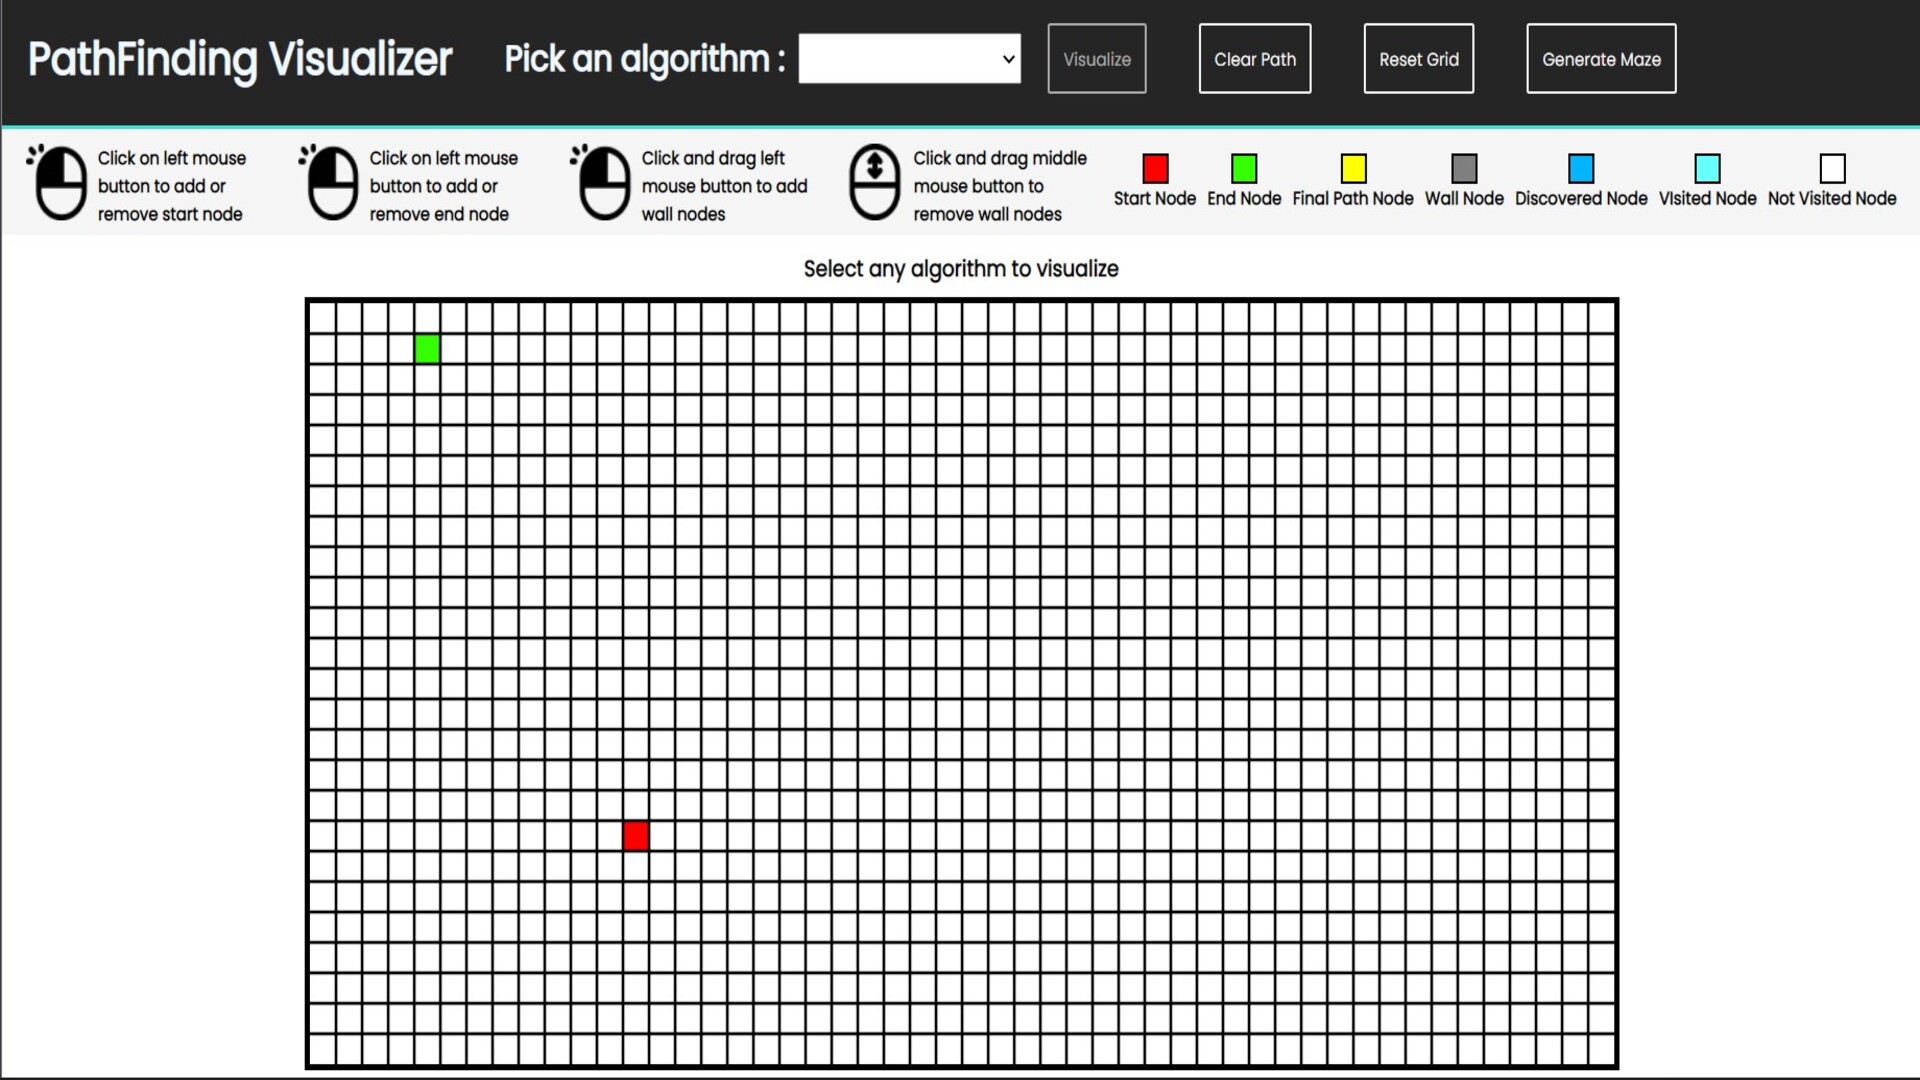 PathFinding Visualizer
Pick an algorithm :
Visualize
Clear Path
Reset Grid
Generate Maze
Click on left mouse
button to add or
remove start node
Click on left mouse
button to add or
remove end node
Click and drag left
mouse button to add
wall nodes
Click and drag middle
mouse button to
remove wall nodes
Start Node
End Node
Final Path Node
Wall Node
Discovered Node
VIsited Node
Not Visited Node
Select any algorithm to visualize